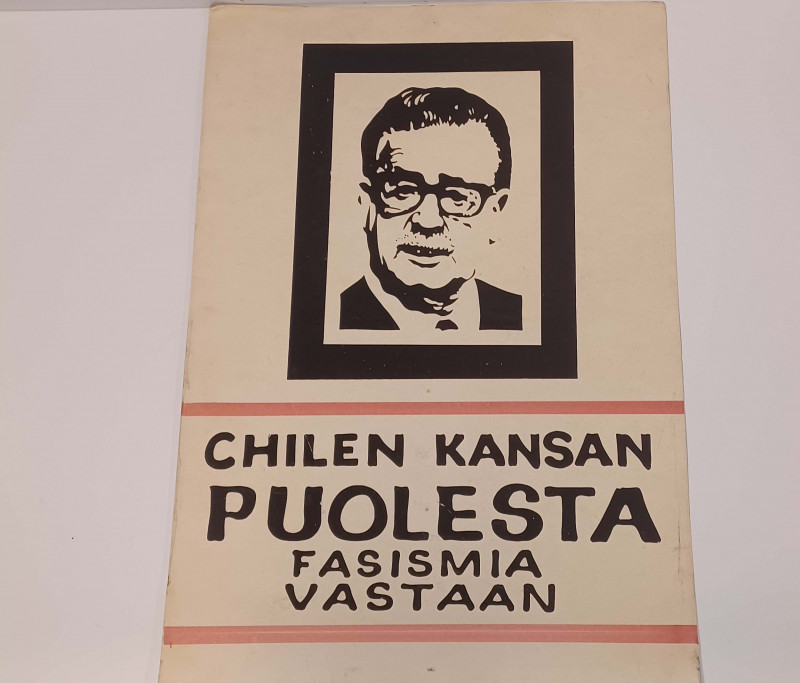 CHILEN KANSAN
PUOLESTA
FASISMIA
VASTAAN